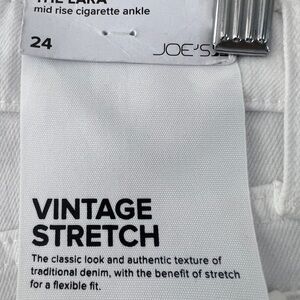 THE LARA
mid rise cigarette ankle
24
JOE'S
VINTAGE
STRETCH
The classic look and authentic texture of
traditional denim, with the benefit of stretch
for a flexible fit.